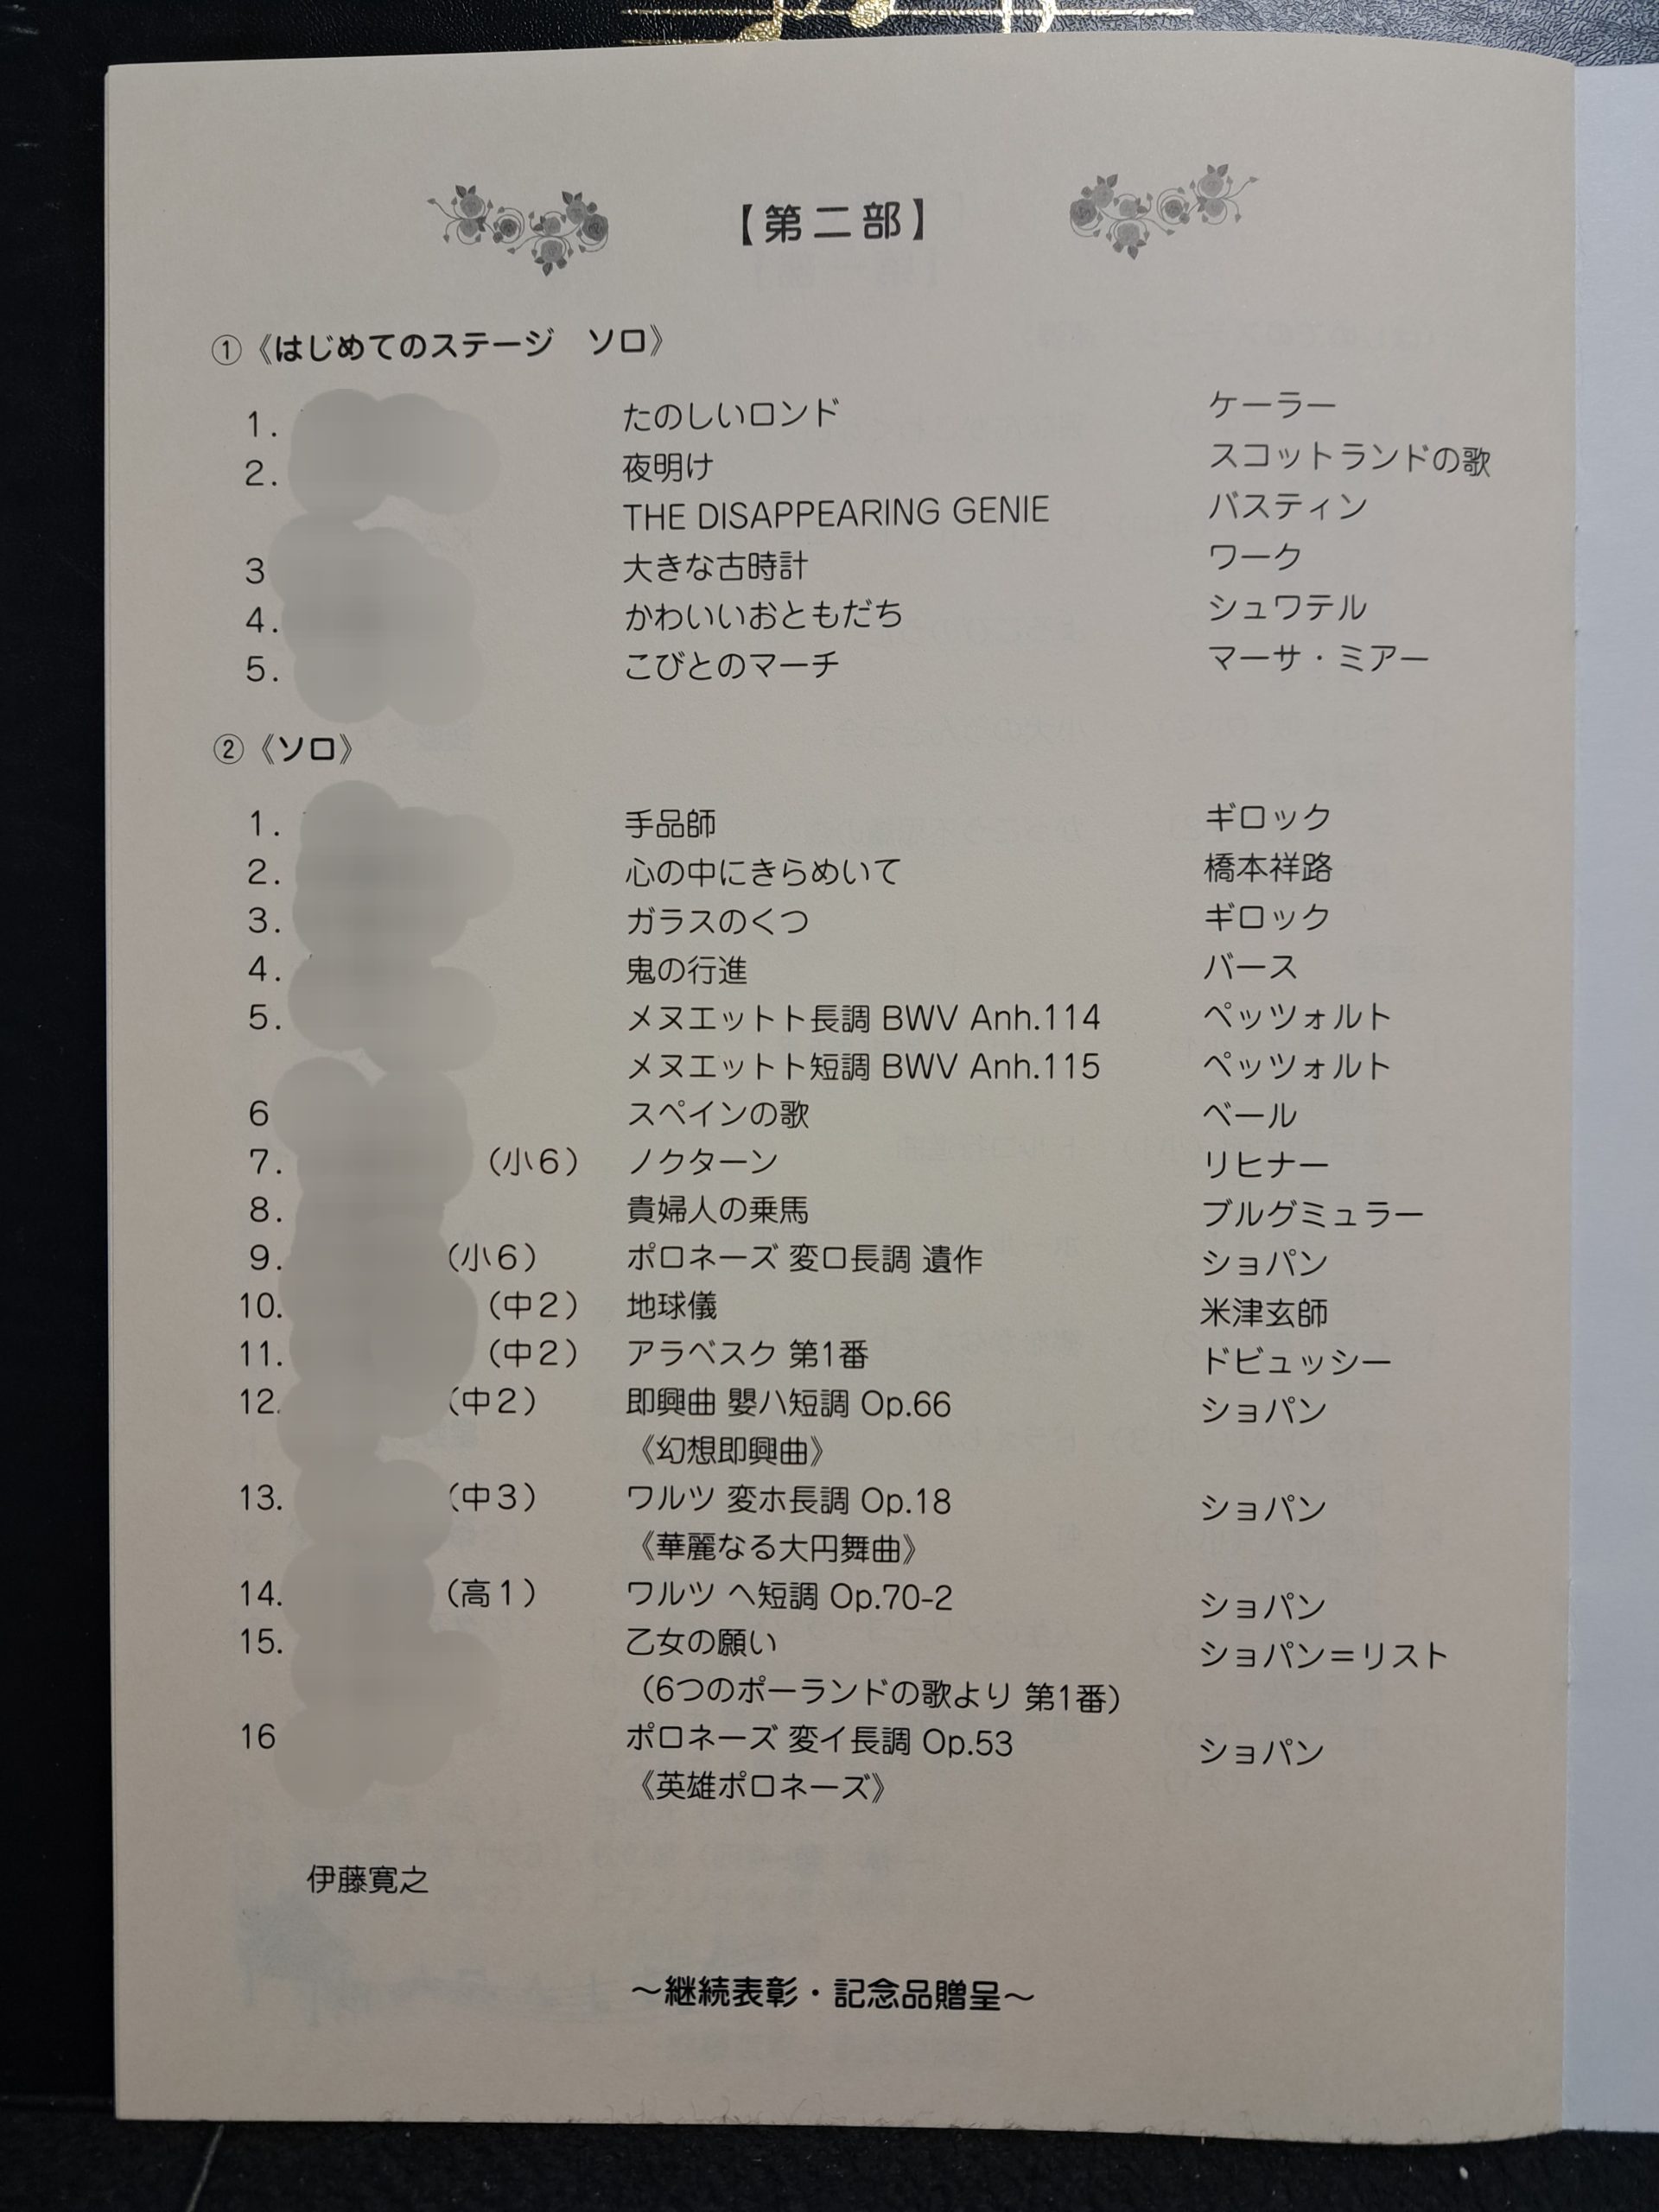 【第二部】
①《はじめてのステージ　ソロ》
1. たのしいロンド ケーラー
2. 夜明け スコットランドの歌
THE DISAPPEARING GENIE バスティン
3 大きな古時計 ワーク
4. かわいいおともだち シュワテル
5. こびとのマーチ マーサ・ミアー
②《ソロ》
1. 手品師 ギロック
2. 心の中にきらめいて 橋本祥路
3. ガラスのくつ ギロック
4. 鬼の行進 バース
5. メヌエットト長調 BWV Anh.114 ペッツォルト
メヌエットト短調 BWV Anh.115 ペッツォルト
6 スペインの歌 ベール
7. （小６） ノクターン リヒナー
8. 貴婦人の乗馬 ブルグミュラー
9. （小６） ポロネーズ 変ロ長調 遺作 ショパン
10. （中２） 地球儀 米津玄師
11. （中２） アラベスク 第1番 ドビュッシー
12. （中２） 即興曲 嬰ハ短調 Op.66 ショパン
《幻想即興曲》
13. （中３） ワルツ 変ホ長調 Op.18 ショパン
《華麗なる大円舞曲》
14. （高１） ワルツ ヘ短調 Op.70-2 ショパン
15. 乙女の願い ショパン＝リスト
（6つのポーランドの歌より 第1番）
16 ポロネーズ 変イ長調 Op.53 ショパン
《英雄ポロネーズ》
伊藤寛之
～継続表彰・記念品贈呈～